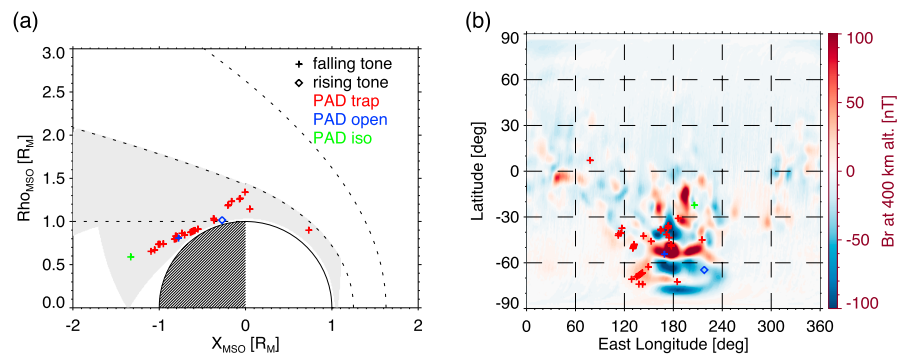 (a)
3.0
2.5
2.0
1.5
1.0
0.5
0.0
Rho_MSO [R_M]
-2
-1
0
1
2
X_MSO [R_M]
+ falling tone
◇ rising tone
PAD trap
PAD open
PAD iso
(b)
90
60
30
0
-30
-60
-90
Latitude [deg]
0
60
120
180
240
300
360
East Longitude [deg]
100
50
0
-50
-100
Br at 400 km alt. [nT]